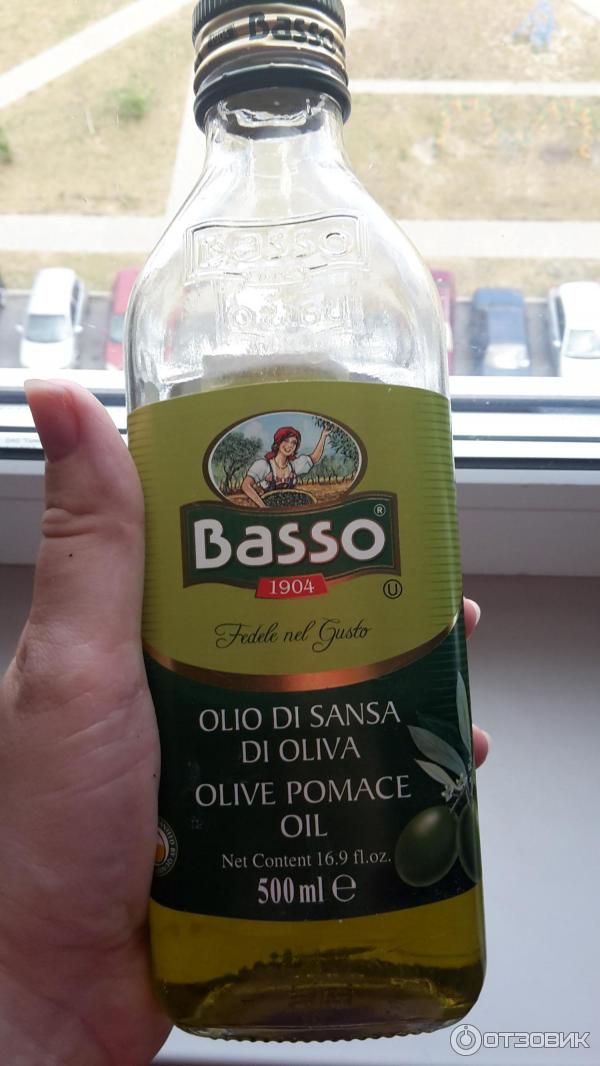 Basso
Basso
Basso®
1904
U
Fedele nel Gusto
OLIO DI SANSA
DI OLIVA
OLIVE POMACE
OIL
Net Content 16.9 fl.oz.
500 ml ℮
ОТЗОВИК